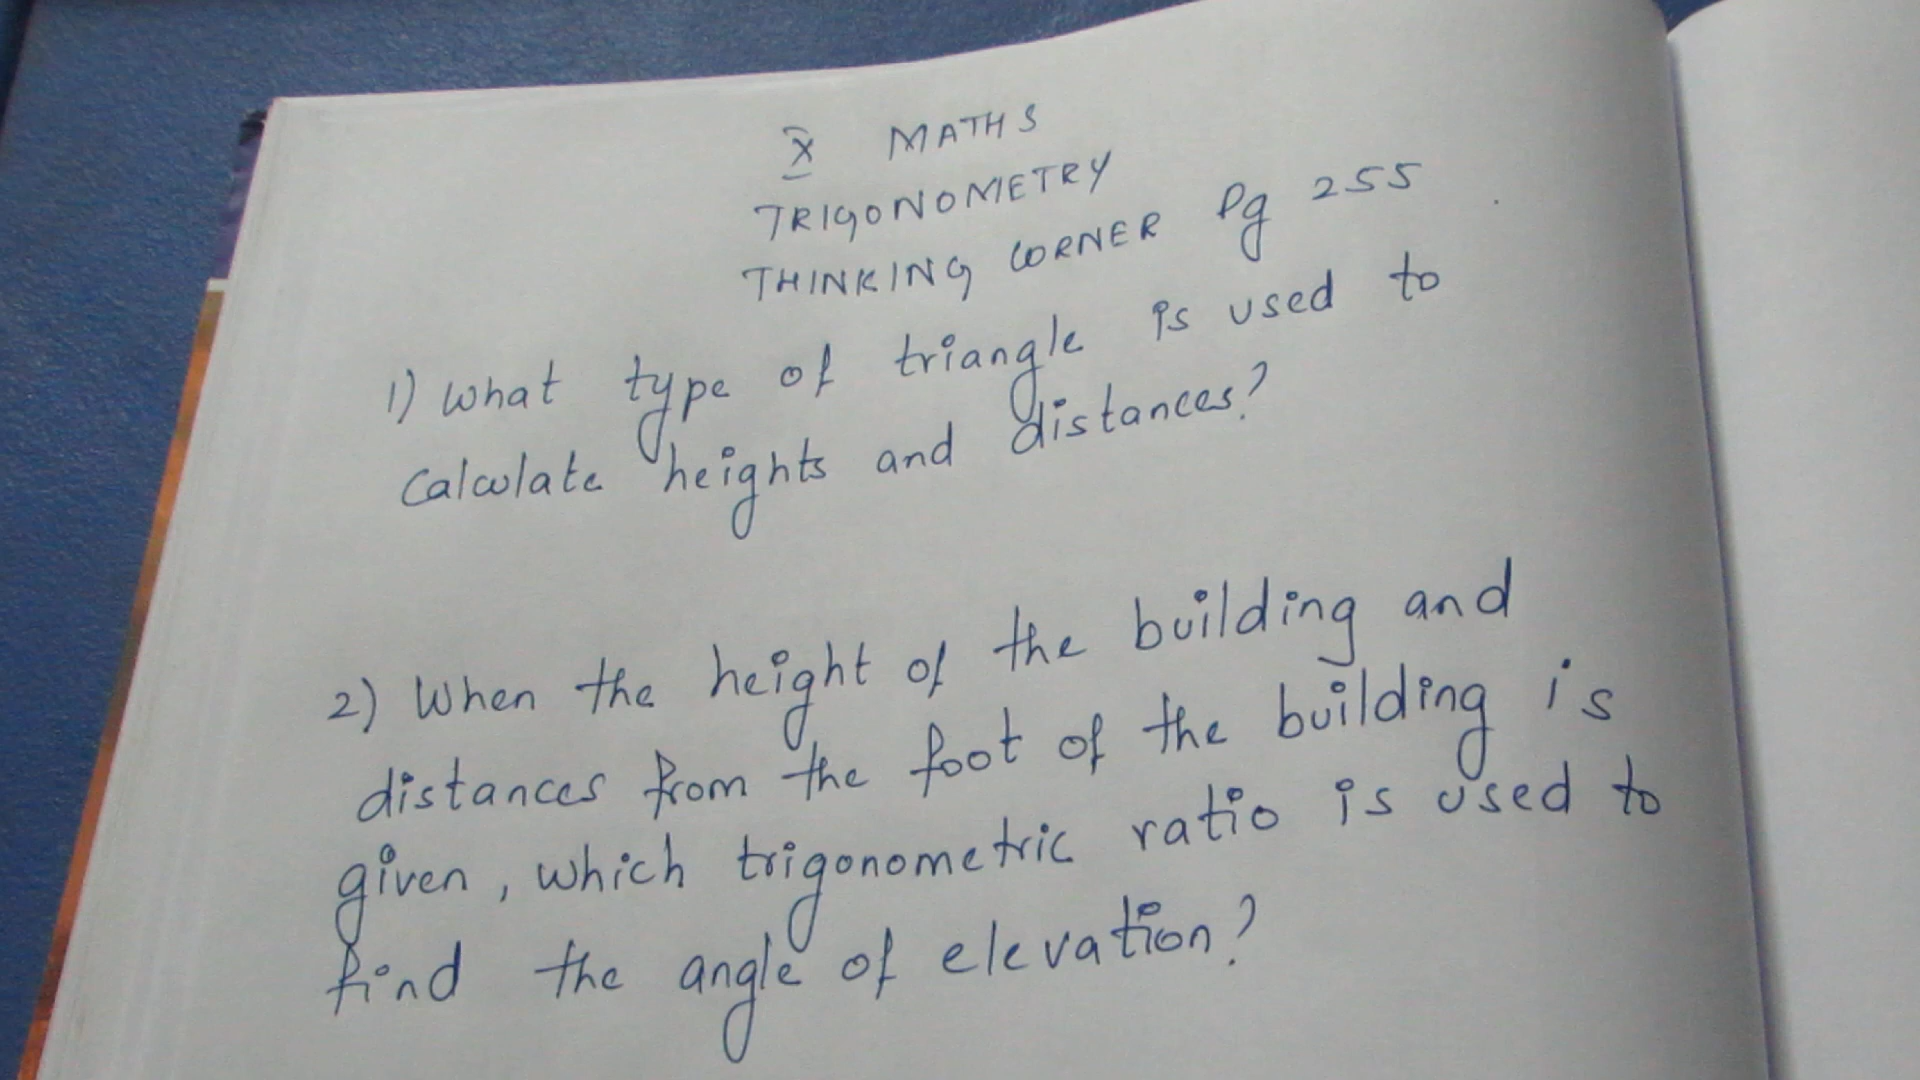 X MATHS
TRIGONOMETRY
THINKING CORNER Pg 255
1) What type of triangle is used to
calculate heights and distances?
2) When the height of the building and
distances from the foot of the building is
given, which trigonometric ratio is used to
find the angle of elevation?